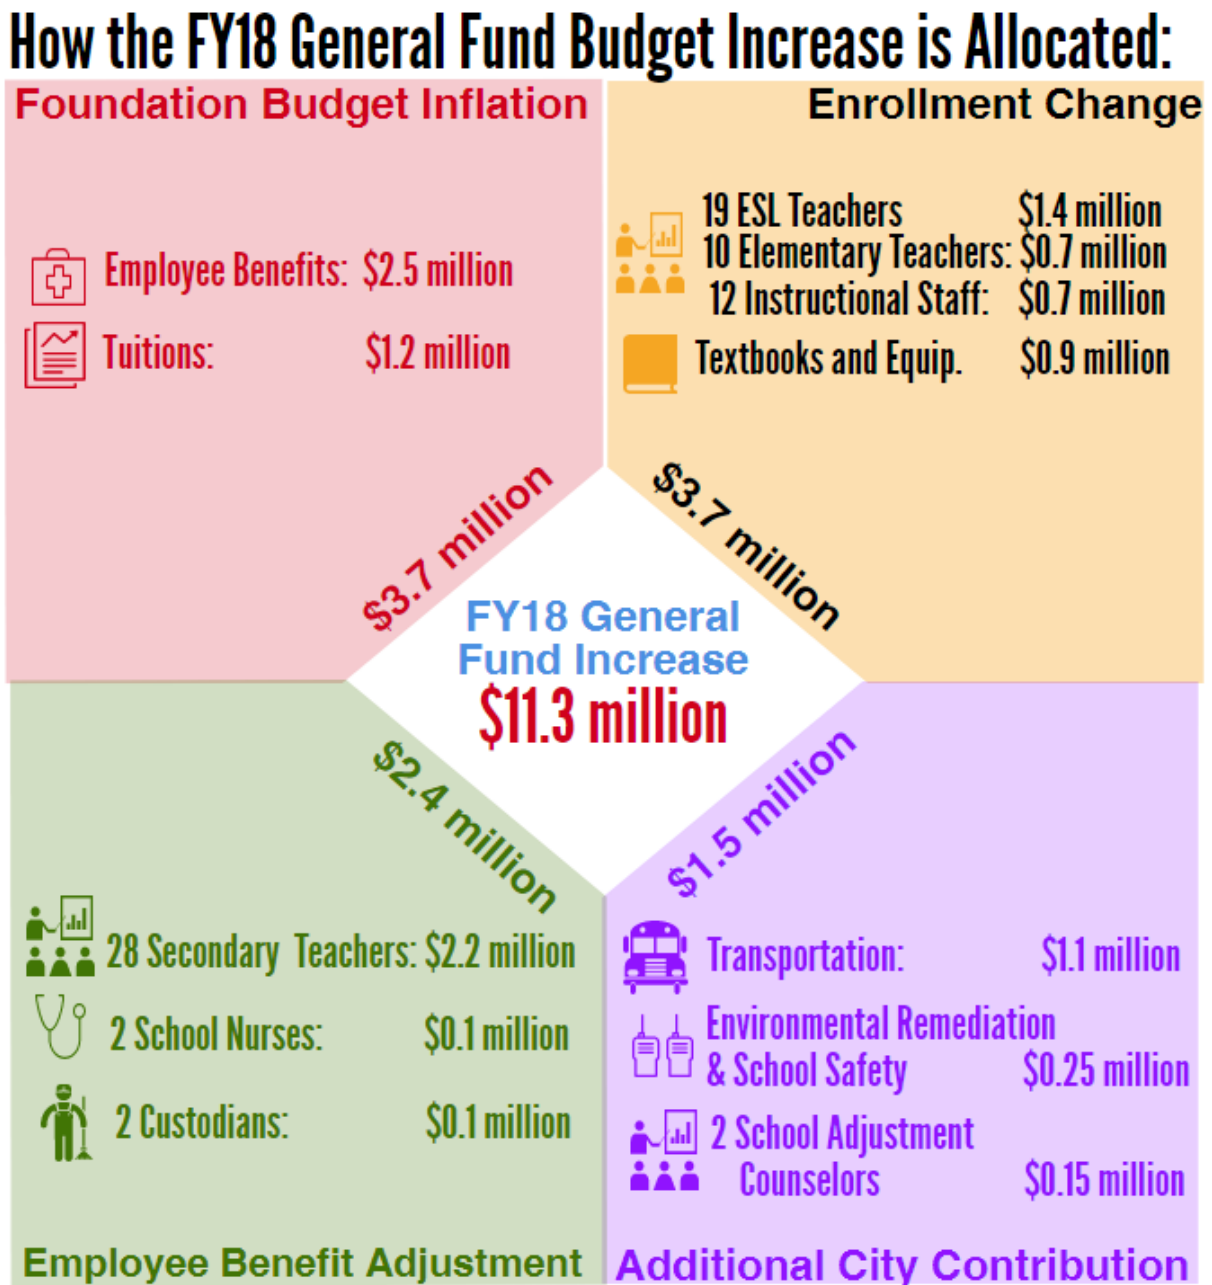 How the FY18 General Fund Budget Increase is Allocated:
Foundation Budget Inflation
Employee Benefits: $2.5 million
Tuitions: $1.2 million
$3.7 million
Enrollment Change
19 ESL Teachers $1.4 million
10 Elementary Teachers: $0.7 million
12 Instructional Staff: $0.7 million
Textbooks and Equip. $0.9 million
$3.7 million
FY18 General
Fund Increase
$11.3 million
$2.4 million
28 Secondary Teachers: $2.2 million
2 School Nurses: $0.1 million
2 Custodians: $0.1 million
Employee Benefit Adjustment
$1.5 million
Transportation: $1.1 million
Environmental Remediation
& School Safety $0.25 million
2 School Adjustment
Counselors $0.15 million
Additional City Contribution